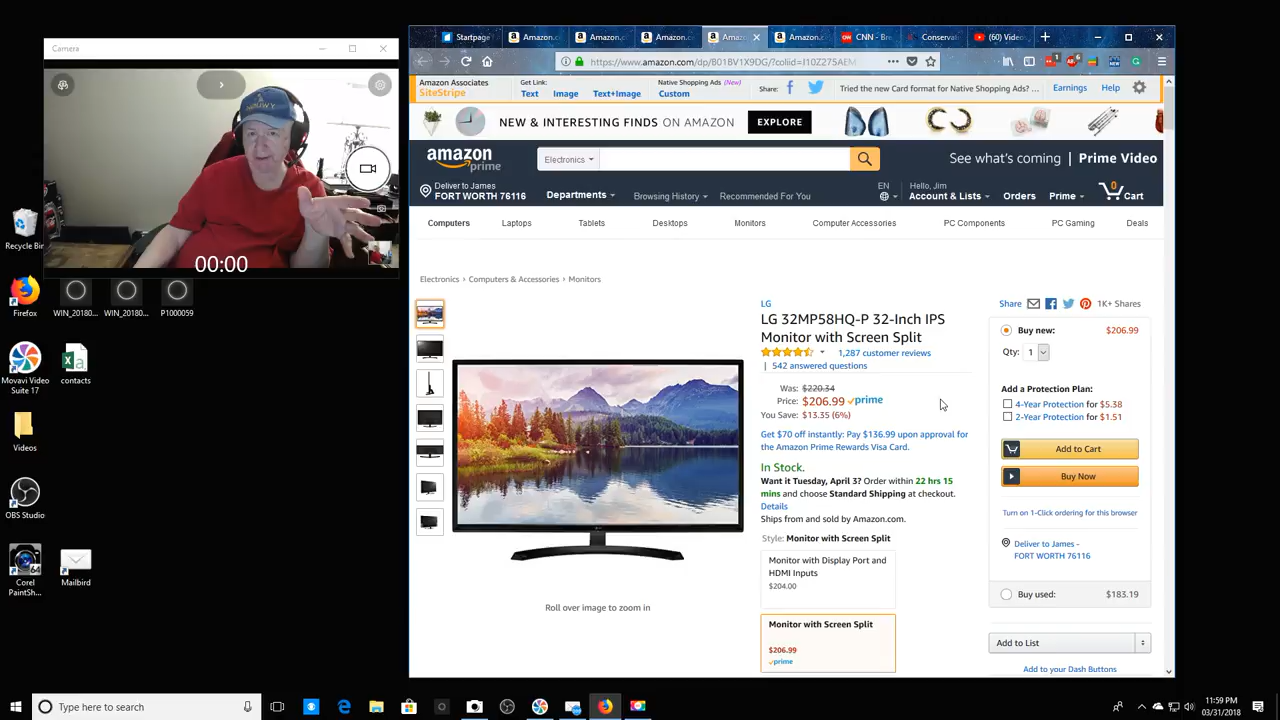 Camera
00:00
Recycle Bin
Firefox
WIN_20180...
WIN_20180...
P1000059
Movavi Video
Suite 17
contacts
Videos
OBS Studio
Corel
PaintSh...
Mailbird
Type here to search
Startpage
Amazon.c
Amazon.c
Amazon.c
Amaz
Amazon.c
CNN - Bre
Conservat
(60) Video
https://www.amazon.com/dp/B01BV1X9DG/?coliid=I10Z275AEM
Amazon Associates
SiteStripe
Get Link:
Text
Image
Text+Image
Native Shopping Ads (New)
Custom
Share:
Tried the new Card format for Native Shopping Ads? ...
Earnings
Help
NEW & INTERESTING FINDS ON AMAZON
EXPLORE
amazon
prime
Electronics
See what's coming | Prime Video
Deliver to James
FORT WORTH 76116
Departments
Browsing History
Recommended For You
EN
Hello, Jim
Account & Lists
Orders
Prime
0
Cart
Computers
Laptops
Tablets
Desktops
Monitors
Computer Accessories
PC Components
PC Gaming
Deals
Electronics › Computers & Accessories › Monitors
LG
LG 32MP58HQ-P 32-Inch IPS
Monitor with Screen Split
1,287 customer reviews
| 542 answered questions
Was: $220.34
Price: $206.99 prime
You Save: $13.35 (6%)
Get $70 off instantly: Pay $136.99 upon approval for
the Amazon Prime Rewards Visa Card.
In Stock.
Want it Tuesday, April 3? Order within 22 hrs 15
mins and choose Standard Shipping at checkout.
Details
Ships from and sold by Amazon.com.
Style: Monitor with Screen Split
Monitor with Display Port and
HDMI Inputs
$204.00
Monitor with Screen Split
$206.99
prime
Roll over image to zoom in
Share
1K+ Shares
Buy new:
$206.99
Qty: 1
Add a Protection Plan:
4-Year Protection for $5.38
2-Year Protection for $1.51
Add to Cart
Buy Now
Turn on 1-Click ordering for this browser
Deliver to James -
FORT WORTH 76116
Buy used:
$183.19
Add to List
Add to your Dash Buttons
11:59 PM
03/31/2018